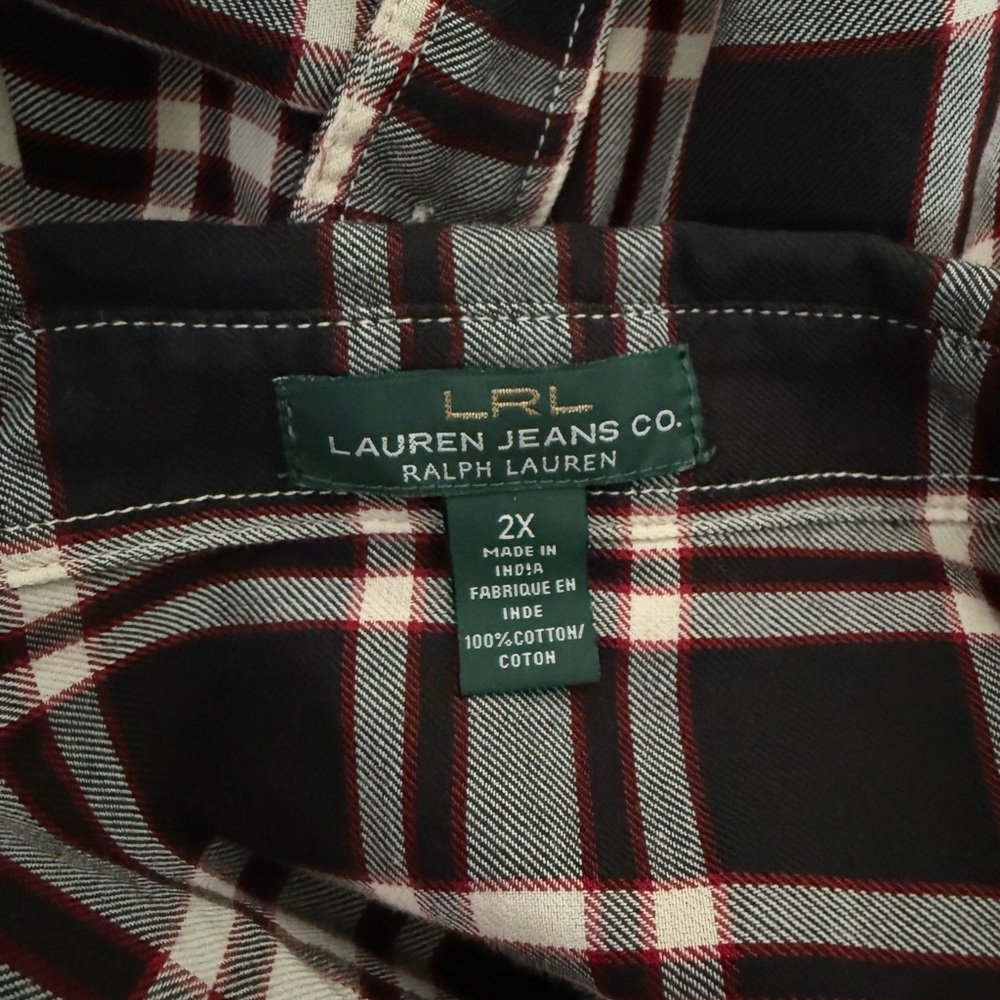 LRL
LAUREN JEANS CO.
RALPH LAUREN
2X
MADE IN
INDIA
FABRIQUE EN
INDE
100%COTTON/
COTON